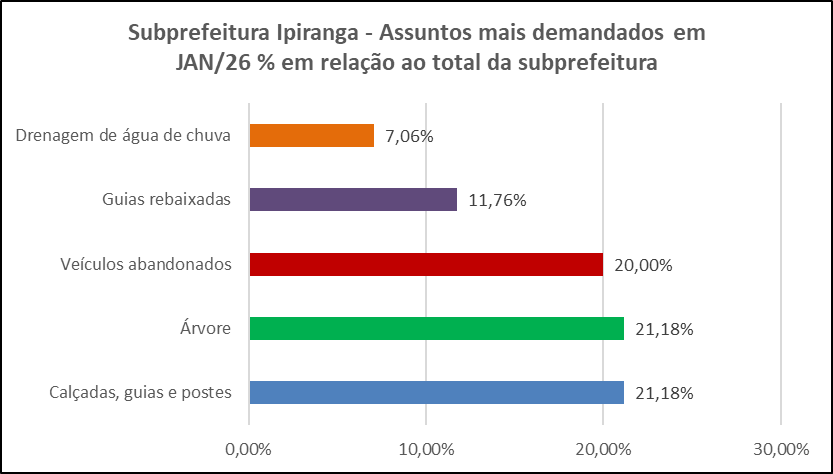 Subprefeitura Ipiranga - Assuntos mais demandados em
JAN/26 % em relação ao total da subprefeitura
Drenagem de água de chuva
7,06%
Guias rebaixadas
11,76%
Veículos abandonados
20,00%
Árvore
21,18%
Calçadas, guias e postes
21,18%
0,00%
10,00%
20,00%
30,00%